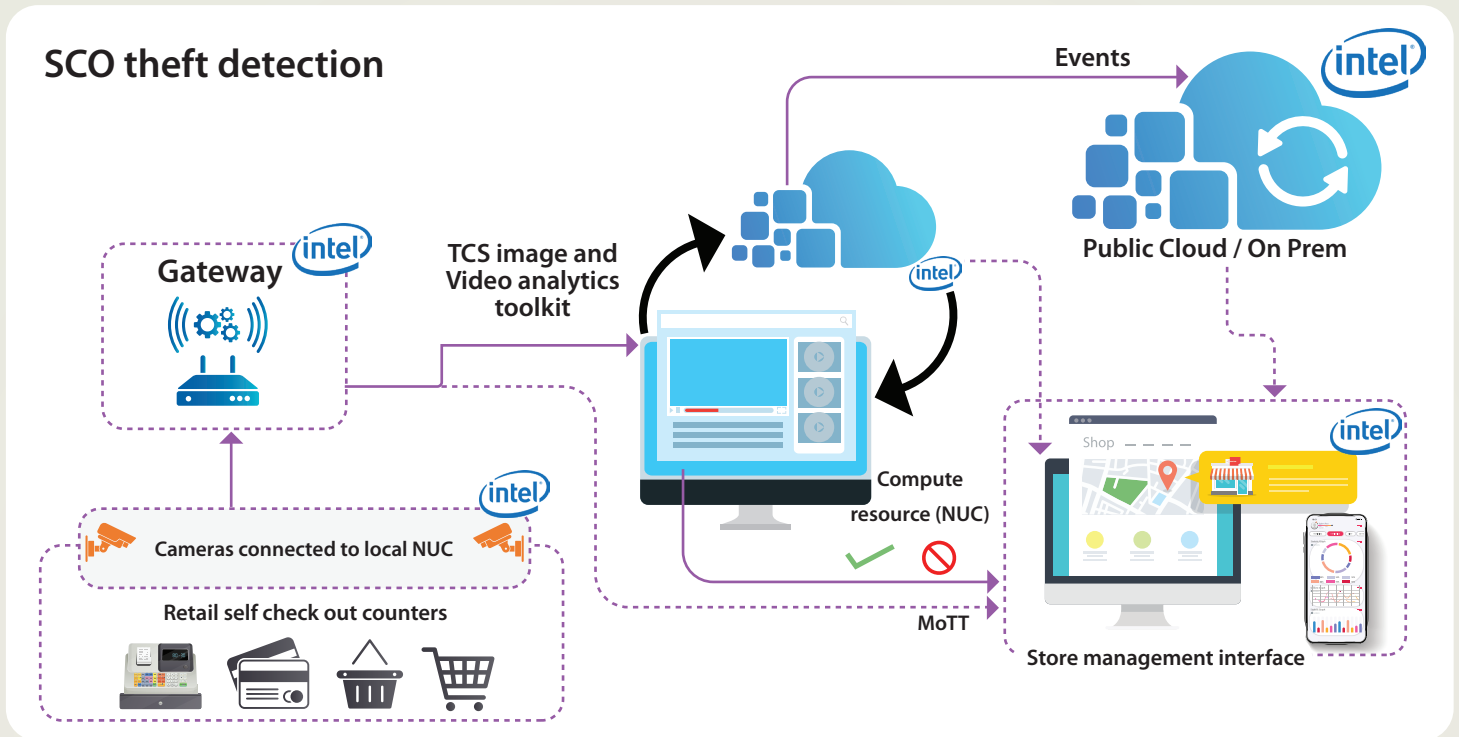 SCO theft detection
Events
intel
Public Cloud / On Prem
intel
Gateway
TCS image and
Video analytics
toolkit
intel
intel
Cameras connected to local NUC
Retail self check out counters
Compute
resource (NUC)
MoTT
intel
Shop
Store management interface